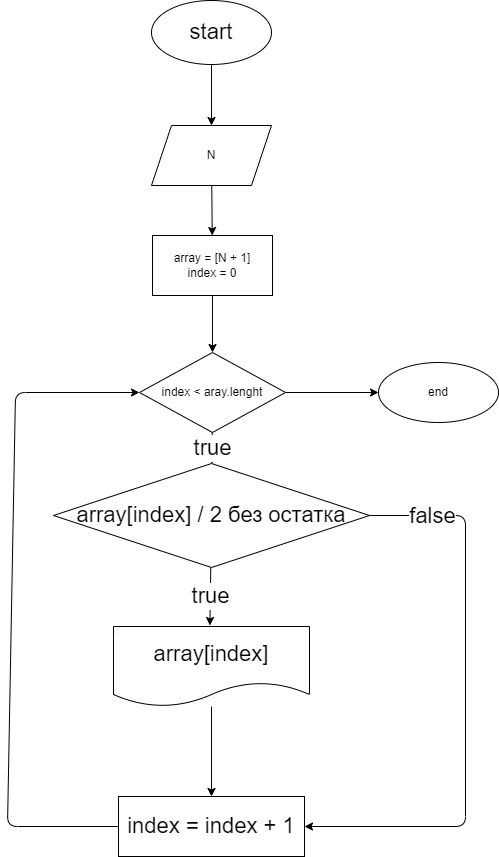 start
N
array = [N + 1]
index = 0
index < aray.lenght
end
true
array[index] / 2 без остатка
false
true
array[index]
index = index + 1